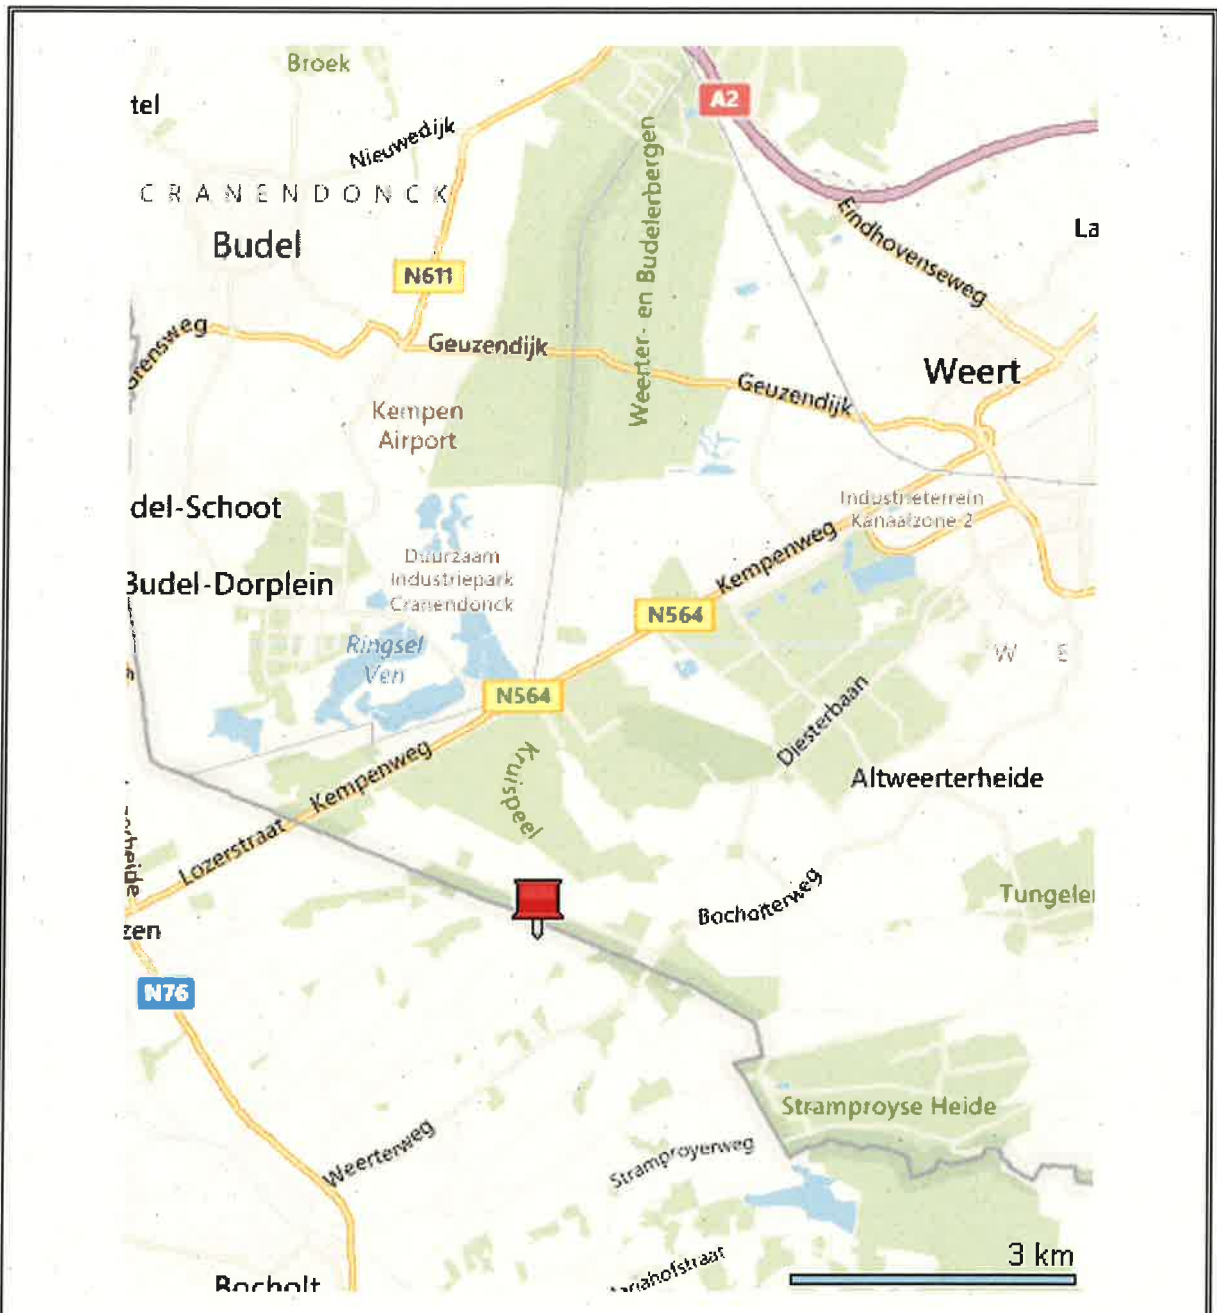 Broek
tel
A2
Nieuwedijk
CRANENDONCK
Budel
Weerter- en Budelerbergen
Eindhovenseweg
La
N611
Grensweg
Geuzendijk
Weert
Geuzendijk
Kempen
Airport
del-Schoot
Industrieterrein
Kanaalzone 2
Duurzaam
Industriepark
Cranendonck
Kempenweg
Budel-Dorplein
N564
Ringsel
Ven
W E
N564
Diesterbaan
Kempenweg
Kruispeel
Altweerterheide
Lozerstraat
Bocholterweg
Tungeler
zen
N76
Stramproyse Heide
Weerterweg
Stramproyerweg
Mariahofstraat
3 km
Bocholt